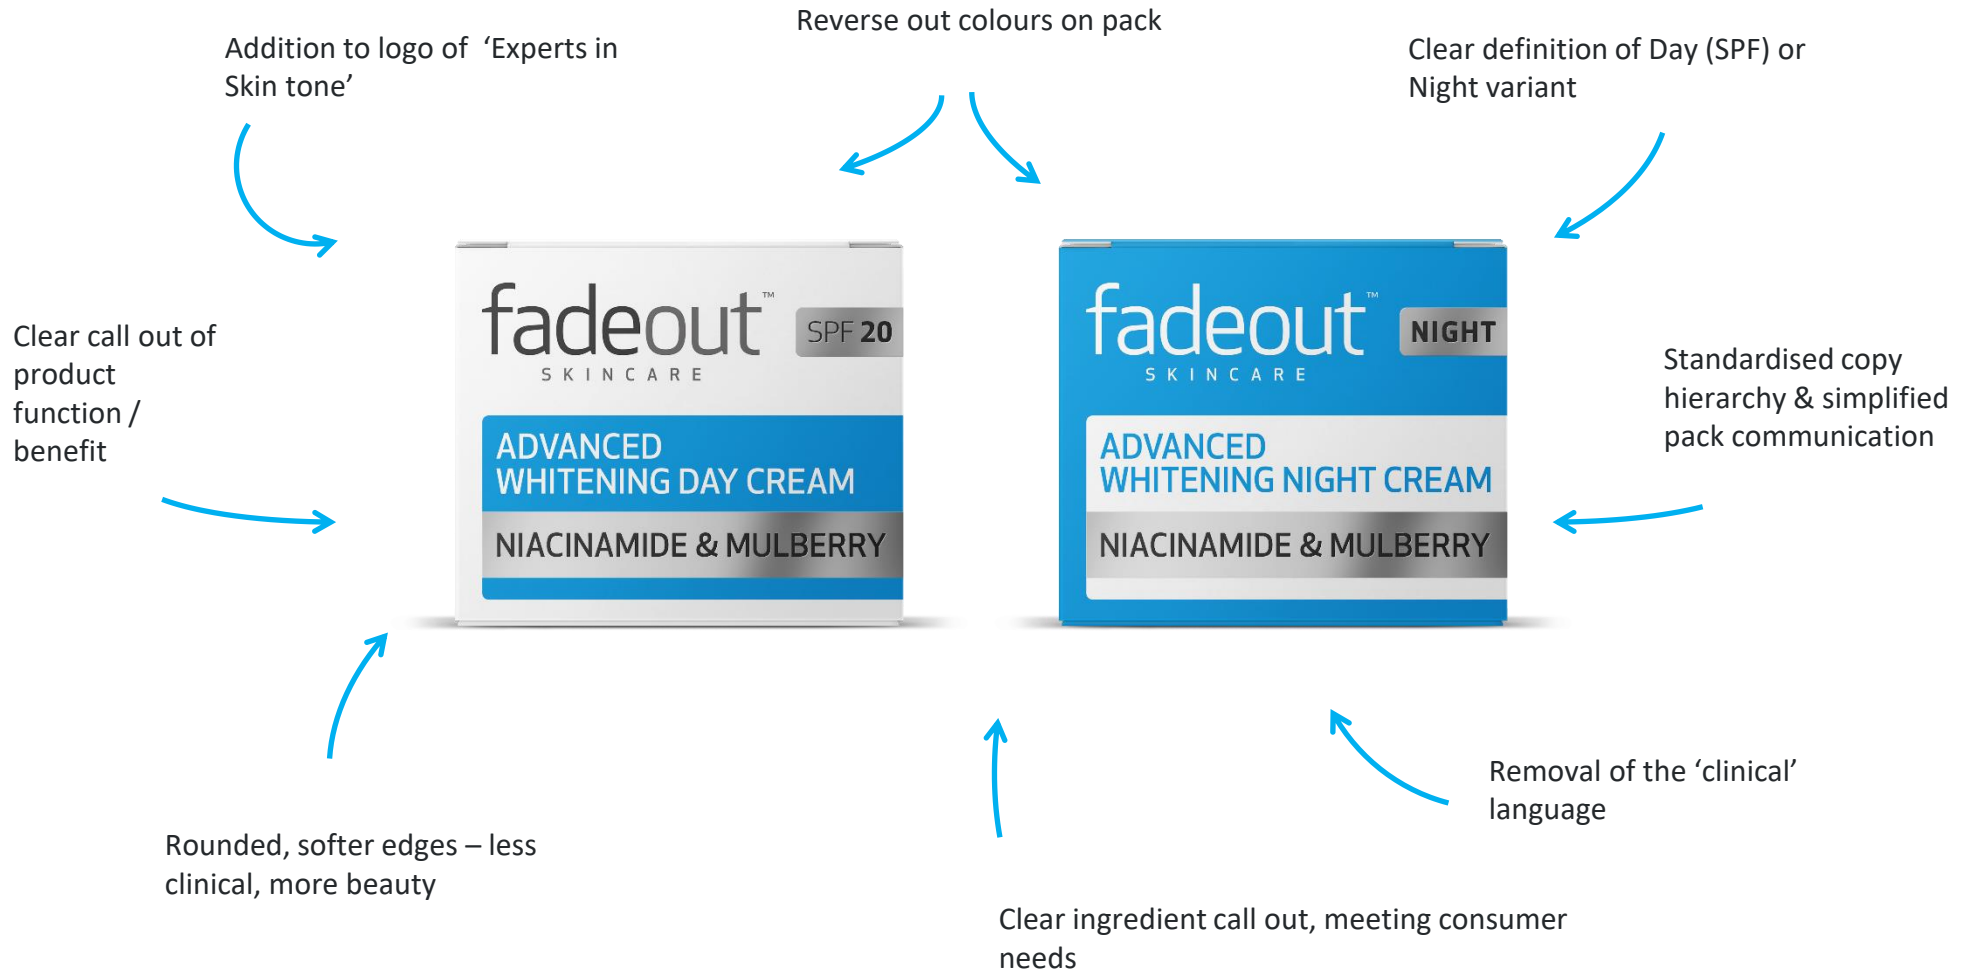 Reverse out colours on pack
Addition to logo of ‘Experts in
Skin tone’
Clear definition of Day (SPF) or
Night variant
Clear call out of
product
function /
benefit
fadeout™
SPF 20
SKINCARE
ADVANCED
WHITENING DAY CREAM
NIACINAMIDE & MULBERRY
fadeout™
NIGHT
SKINCARE
ADVANCED
WHITENING NIGHT CREAM
NIACINAMIDE & MULBERRY
Standardised copy
hierarchy & simplified
pack communication
Rounded, softer edges – less
clinical, more beauty
Removal of the ‘clinical’
language
Clear ingredient call out, meeting consumer
needs